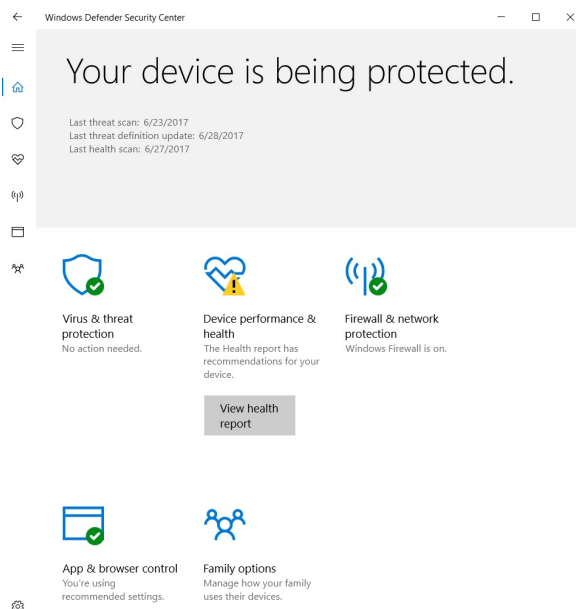 Windows Defender Security Center
Your device is being protected.
Last threat scan: 6/23/2017
Last threat definition update: 6/28/2017
Last health scan: 6/27/2017
Virus & threat
protection
No action needed.
Device performance &
health
The Health report has
recommendations for your
device.
View health
report
Firewall & network
protection
Windows Firewall is on.
App & browser control
You're using
recommended settings.
Family options
Manage how your family
uses their devices.